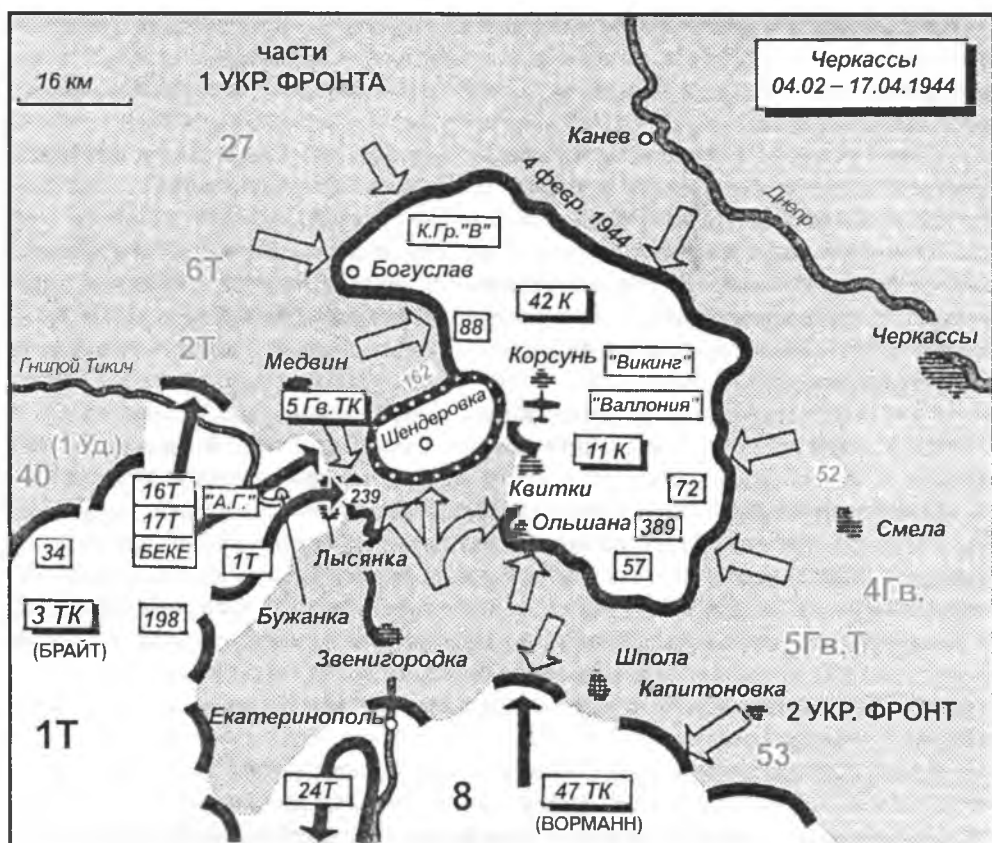 части
1 УКР. ФРОНТА
16 км
Черкассы
04.02 – 17.04.1944
27
Канев
4 февр. 1944
Днепр
К.Гр."В"
Богуслав
6Т
42 К
88
2Т
Гнилой Тикич
Медвин
Корсунь
"Викинг"
Черкассы
162
5 Гв.ТК
"Валлония"
Шендеровка
(1 Уд.)
40
11 К
16Т
"А.Г."
239
Квитки
72
52
17Т
БЕКЕ
Ольшана
389
Смела
34
1Т
Лысянка
57
4Гв.
3 ТК
(БРАЙТ)
198
Бужанка
5Гв.Т
Звенигородка
Шпола
Капитоновка
Екатеринополь
2 УКР. ФРОНТ
1Т
53
24Т
8
47 ТК
(ВОРМАНН)